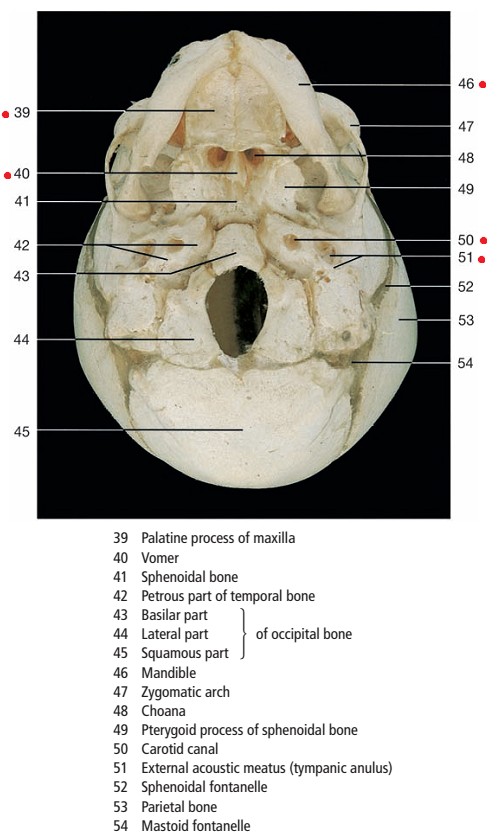 46
39
47
48
40
49
41
50
42
51
43
52
53
44
54
45
39 Palatine process of maxilla
40 Vomer
41 Sphenoidal bone
42 Petrous part of temporal bone
43 Basilar part
44 Lateral part of occipital bone
45 Squamous part
46 Mandible
47 Zygomatic arch
48 Choana
49 Pterygoid process of sphenoidal bone
50 Carotid canal
51 External acoustic meatus (tympanic anulus)
52 Sphenoidal fontanelle
53 Parietal bone
54 Mastoid fontanelle